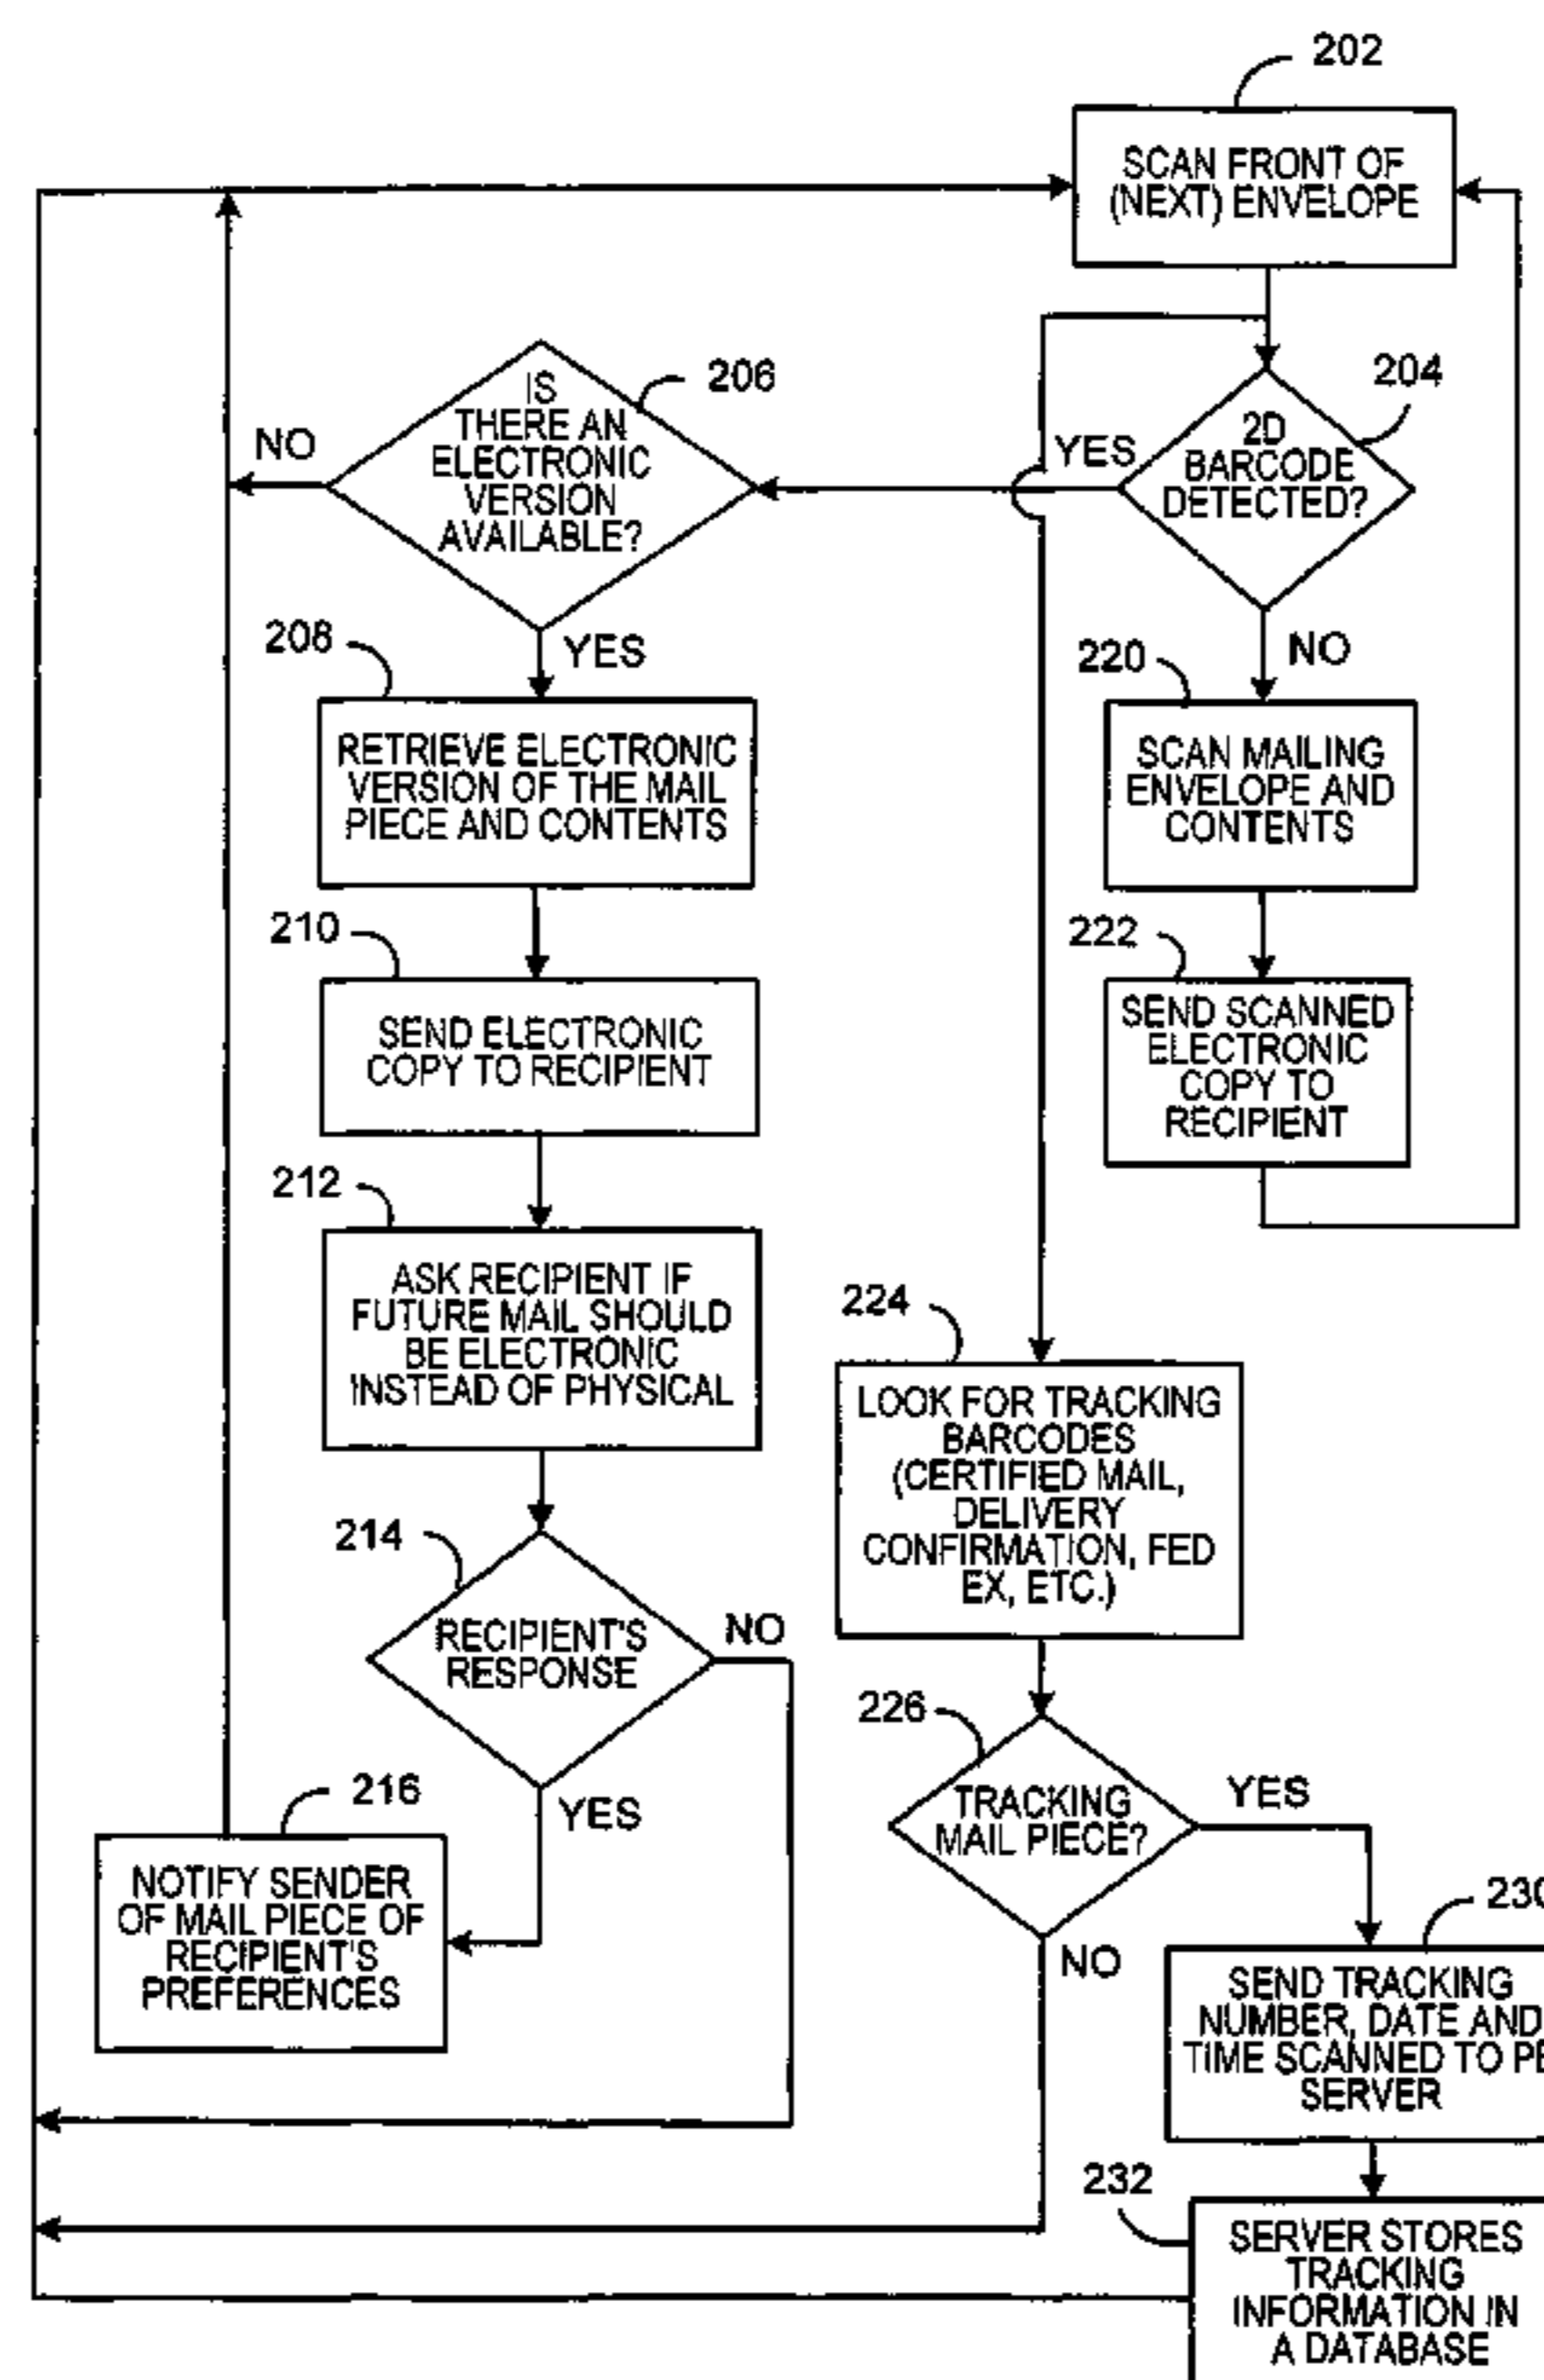 202
SCAN FRONT OF
(NEXT) ENVELOPE
204
2D
BARCODE
DETECTED?
YES
NO
206
IS
THERE AN
ELECTRONIC
VERSION
AVAILABLE?
NO
YES
208
RETRIEVE ELECTRONIC
VERSION OF THE MAIL
PIECE AND CONTENTS
210
SEND ELECTRONIC
COPY TO RECIPIENT
212
ASK RECIPIENT IF
FUTURE MAIL SHOULD
BE ELECTRONIC
INSTEAD OF PHYSICAL
214
RECIPIENT'S
RESPONSE
NO
YES
216
NOTIFY SENDER
OF MAIL PIECE OF
RECIPIENT'S
PREFERENCES
220
SCAN MAILING
ENVELOPE AND
CONTENTS
222
SEND SCANNED
ELECTRONIC
COPY TO
RECIPIENT
224
LOOK FOR TRACKING
BARCODES
(CERTIFIED MAIL,
DELIVERY
CONFIRMATION, FED
EX, ETC.)
226
TRACKING
MAIL PIECE?
YES
NO
230
SEND TRACKING
NUMBER, DATE AND
TIME SCANNED TO
SERVER
232
SERVER STORES
TRACKING
INFORMATION IN
A DATABASE